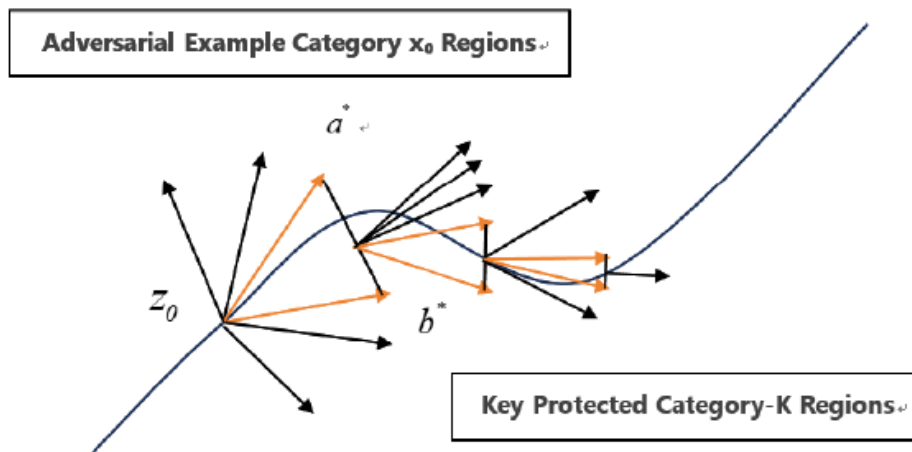 Adversarial Example Category x₀ Regions↵
a* ↵
z₀
b*
Key Protected Category-K Regions↵